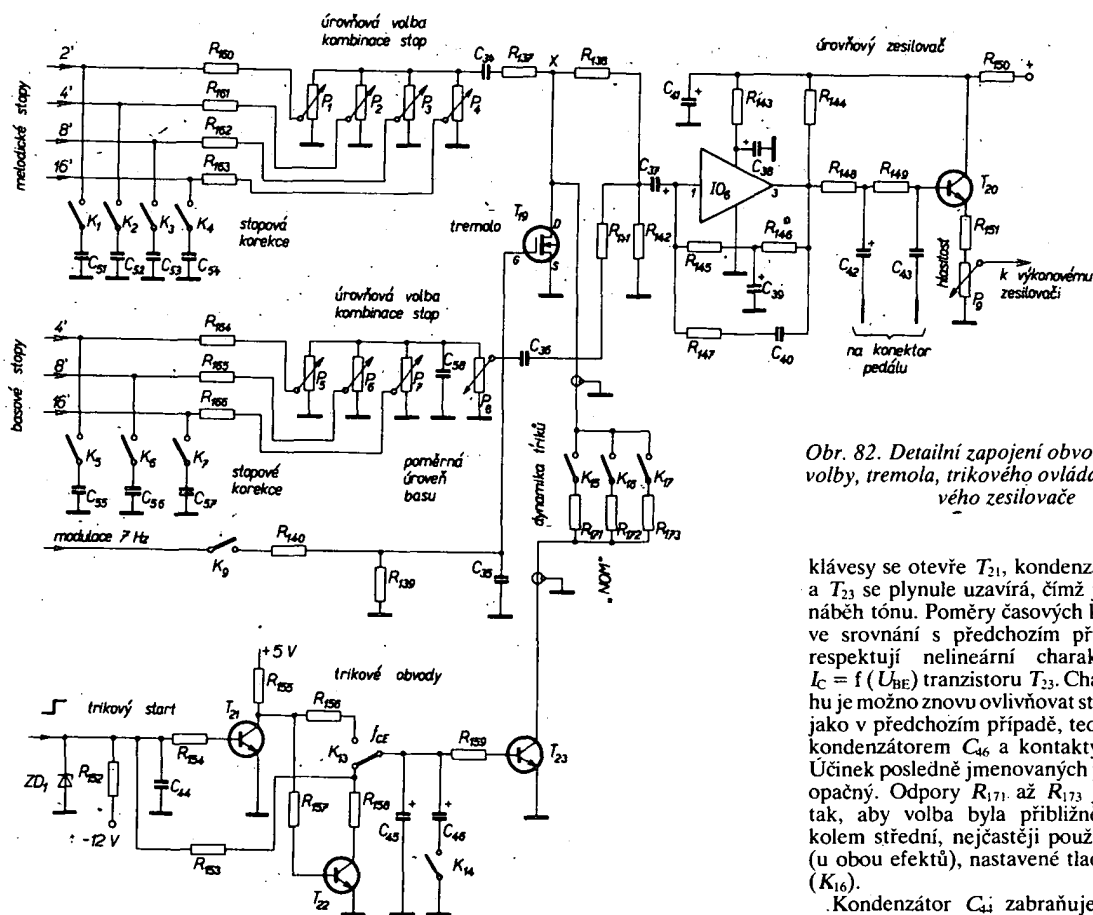 úrovňová volba
kombinace stop
2'
4'
8'
16'
melodické stopy
R160
R161
R162
R163
P1
P2
P3
P4
C34
R137
X
R138
K1
K2
K3
K4
stopová
korekce
C51
C52
C53
C54
tremolo
T19
D
G
S
úrovňový zesilovač
R150
+
C41
+
R143
R144
+
C38
C37
+
1
IO6
3
R148
R149
T20
R141
R142
R145
R146
+
C39
R147
C40
+
C42
C43
R151
hlasitost
P9
k výkonovému
zesilovači
na konektor
pedálu
úrovňová volba
kombinace stop
4'
8'
16'
basové stopy
R164
R165
R166
P5
P6
P7
C58
P8
C36
K5
K6
K7
stopové
korekce
C55
C56
C57
poměrná
úroveň
basu
modulace 7 Hz
K9
R140
R139
C35
dynamika triků
K15
K16
K17
R171
R172
R173
„NOM"
trikové obvody
+5 V
R155
R156
trikový start
T21
R154
K13
JCE
R159
T23
ZD1
R152
C44
-12 V
R153
R157
R158
T22
+
C45
+
C46
K14
Obr. 82. Detailní zapojení obvo
volby, tremola, trikového ovládá
vého zesilovače
klávesy se otevře T21, kondenz
a T23 se plynule uzavírá, čímž j
náběh tónu. Poměry časových
ve srovnání s předchozím př
respektují nelineární charak
IC = f (UBE) tranzistoru T23. Cha
hu je možno znovu ovlivňovat st
jako v předchozím případě, teo
kondenzátorem C46 a kontakty
Účinek posledně jmenovaných
opačný. Odpory R171 až R173 j
tak, aby volba byla přibližně
kolem střední, nejčastěji použ
(u obou efektů), nastavené tlač
(K16).
Kondenzátor C44 zabraňuje